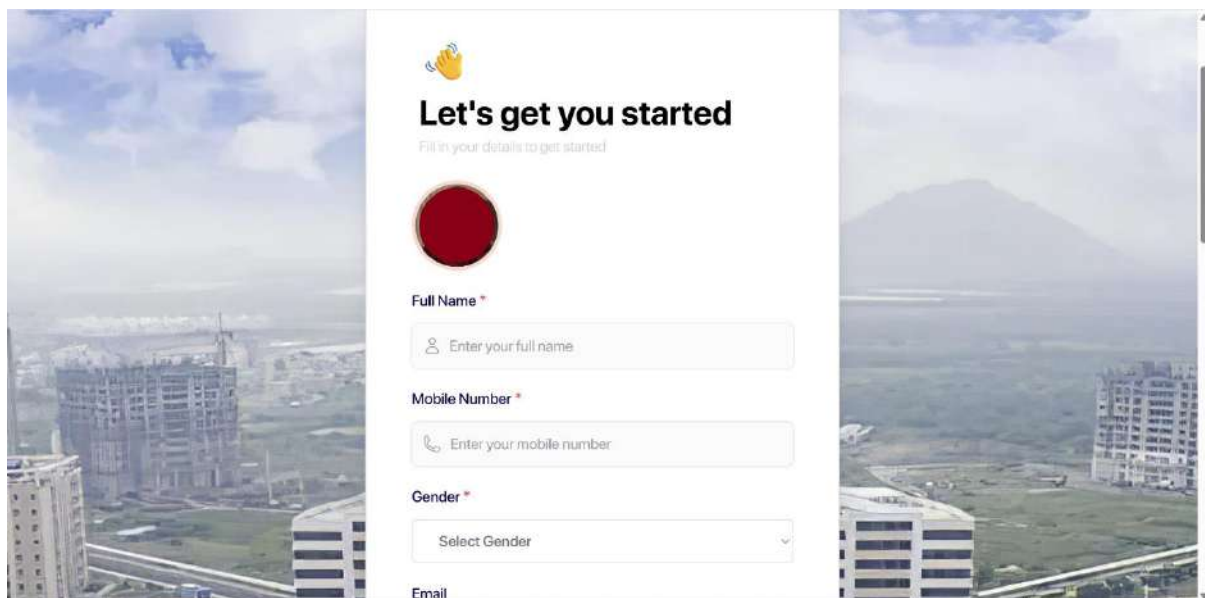 Let's get you started
Fill in your details to get started
Full Name *
Enter your full name
Mobile Number *
Enter your mobile number
Gender *
Select Gender
Email